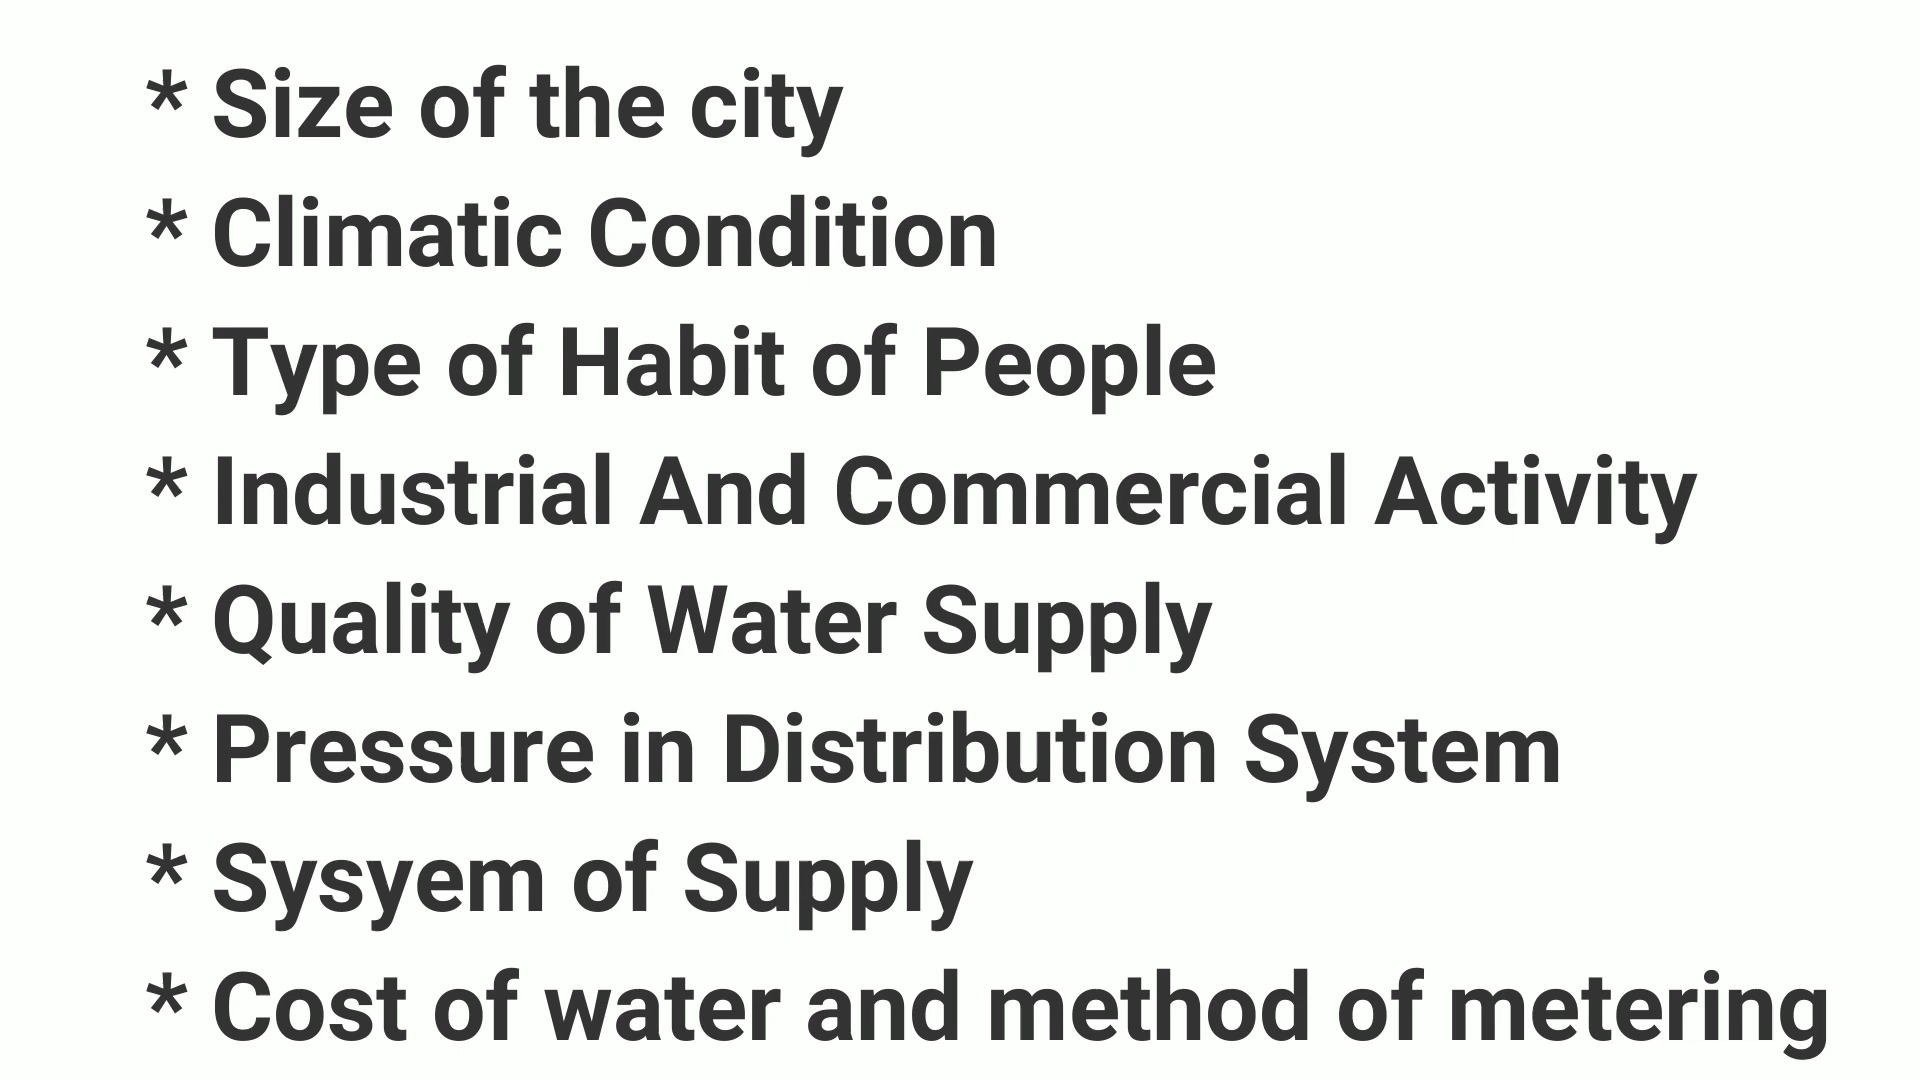 * Size of the city
* Climatic Condition
* Type of Habit of People
* Industrial And Commercial Activity
* Quality of Water Supply
* Pressure in Distribution System
* Sysyem of Supply
* Cost of water and method of metering